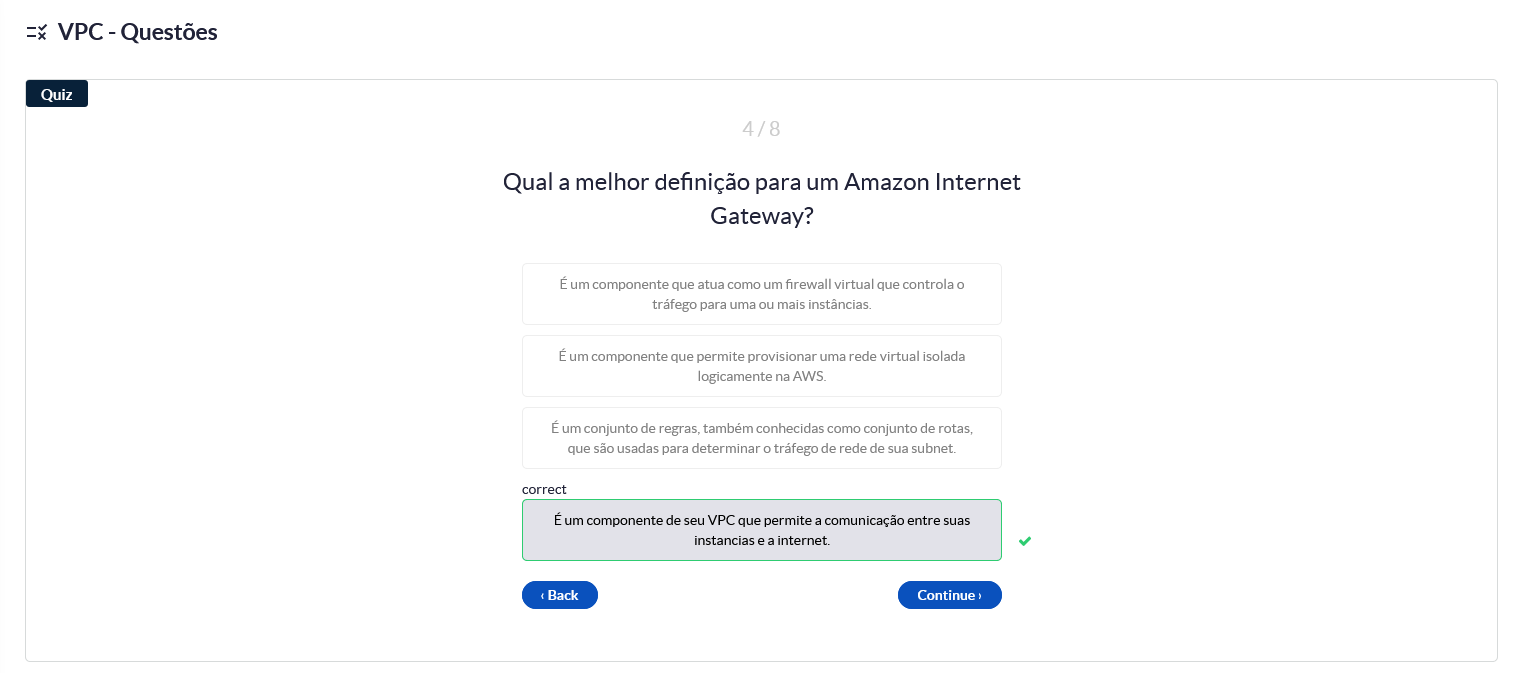 VPC - Questões
Quiz
4 / 8
Qual a melhor definição para um Amazon Internet
Gateway?
É um componente que atua como um firewall virtual que controla o
tráfego para uma ou mais instâncias.
É um componente que permite provisionar uma rede virtual isolada
logicamente na AWS.
É um conjunto de regras, também conhecidas como conjunto de rotas,
que são usadas para determinar o tráfego de rede de sua subnet.
correct
É um componente de seu VPC que permite a comunicação entre suas
instancias e a internet.
‹ Back
Continue ›